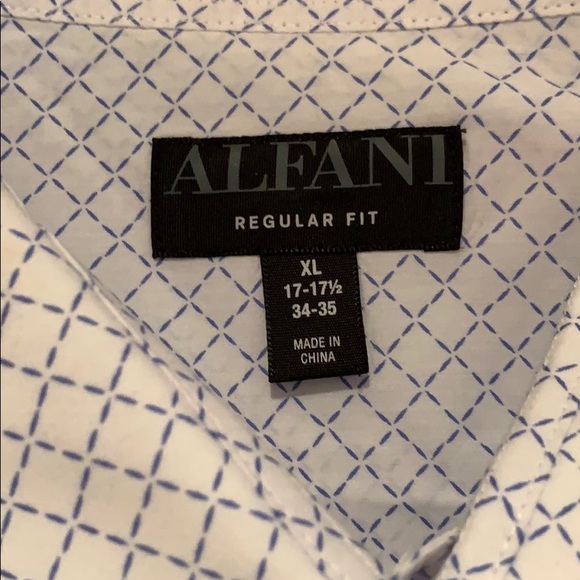 ALFANI
REGULAR FIT
XL
17-17½
34-35
MADE IN
CHINA